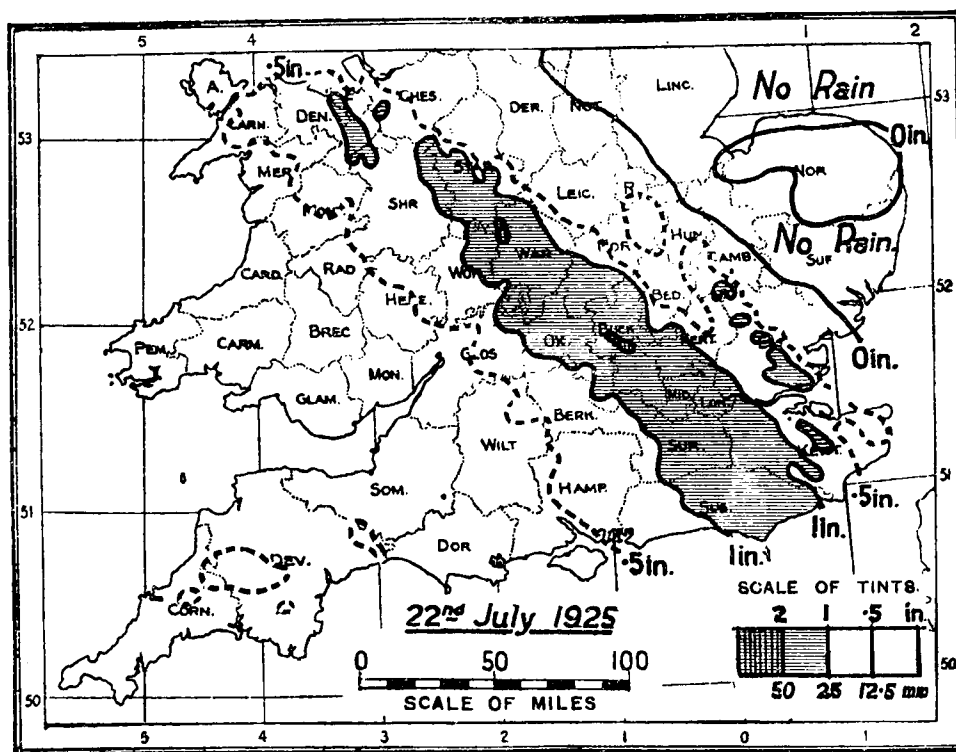 5 4 1 2
.5in.
A. CHES. LINC. No Rain
DEN. DER. NOT.
53 CARN. 53
0in.
MER. NOR.
LEIC. R.
SHR.
MON. No Rain.
HUN.
WAR. CAMB. SUF.
CARD. RAD. WOR. BED.
52 HERE. 52
BREC. BUCK.
PEM. CARM. GLOS. OX. HERT. 0in.
MON.
GLAM. MID. LON.
BERK.
WILT. SUR. KENT
51
SOM. HAMP. SUS. .5in.
51 1in.
DOR. 1in.
DEV. .5in.
SCALE OF TINTS.
CORN. 2 1 .5 in.
22nd July 1925
0 50 100
50 50
SCALE OF MILES 50 25 12.5 mm
5 4 3 2 1 0 1